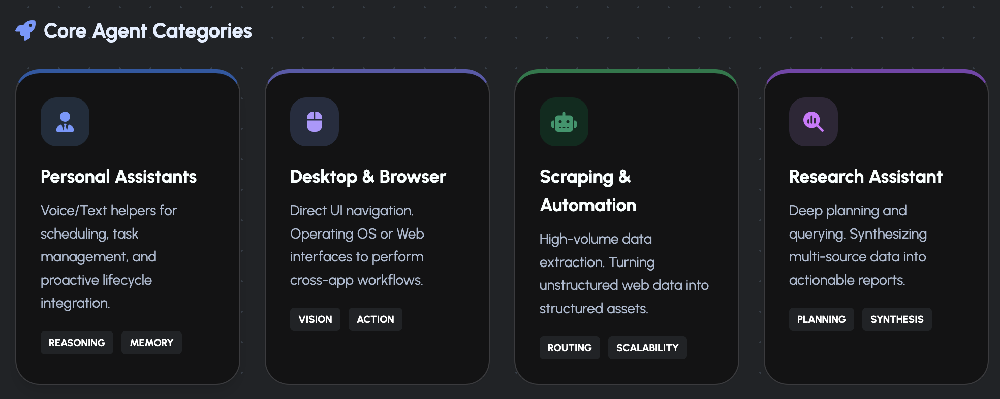 Core Agent Categories
Personal Assistants
Voice/Text helpers for
scheduling, task
management, and
proactive lifecycle
integration.
REASONING MEMORY
Desktop & Browser
Direct UI navigation.
Operating OS or Web
interfaces to perform
cross-app workflows.
VISION ACTION
Scraping &
Automation
High-volume data
extraction. Turning
unstructured web data into
structured assets.
ROUTING SCALABILITY
Research Assistant
Deep planning and
querying. Synthesizing
multi-source data into
actionable reports.
PLANNING SYNTHESIS